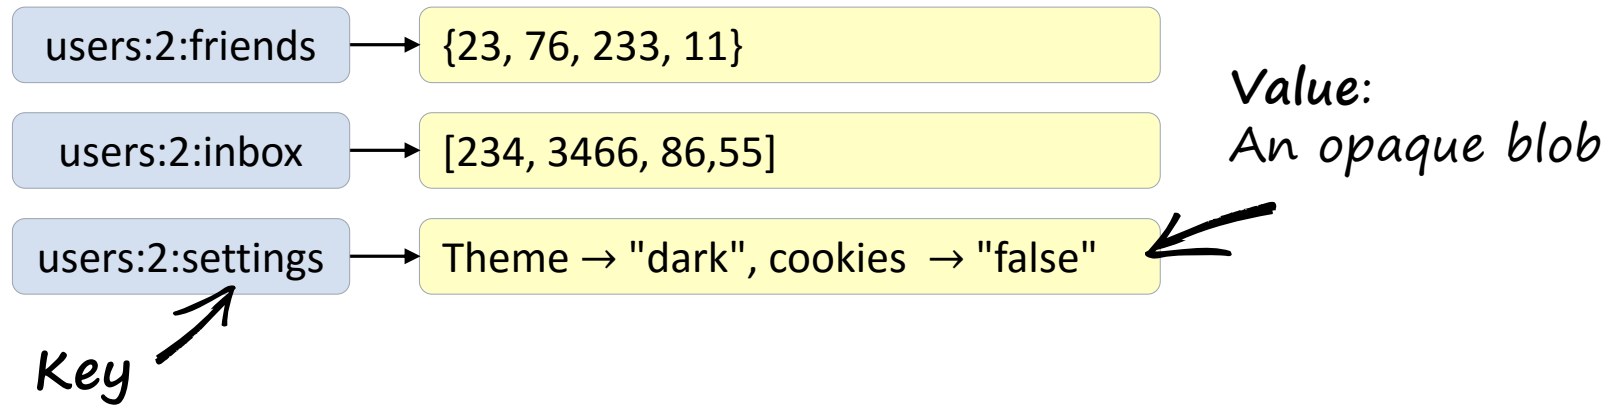 users:2:friends
{23, 76, 233, 11}
users:2:inbox
[234, 3466, 86,55]
users:2:settings
Theme → "dark", cookies → "false"
Value:
An opaque blob
Key